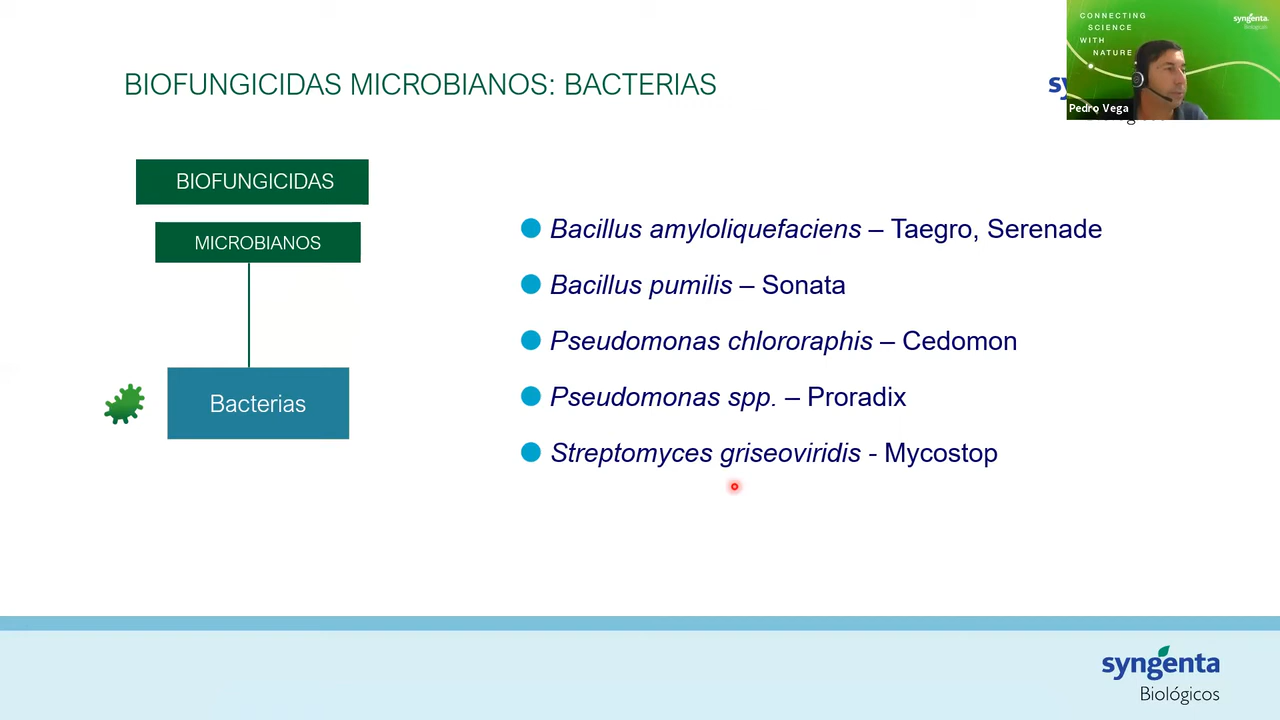 CONNECTING
SCIENCE
WITH
NATURE
syngenta
Biológicos
Pedro Vega
BIOFUNGICIDAS MICROBIANOS: BACTERIAS
BIOFUNGICIDAS
MICROBIANOS
Bacterias
Bacillus amyloliquefaciens – Taegro, Serenade
Bacillus pumilis – Sonata
Pseudomonas chlororaphis – Cedomon
Pseudomonas spp. – Proradix
Streptomyces griseoviridis - Mycostop
syngenta
Biológicos